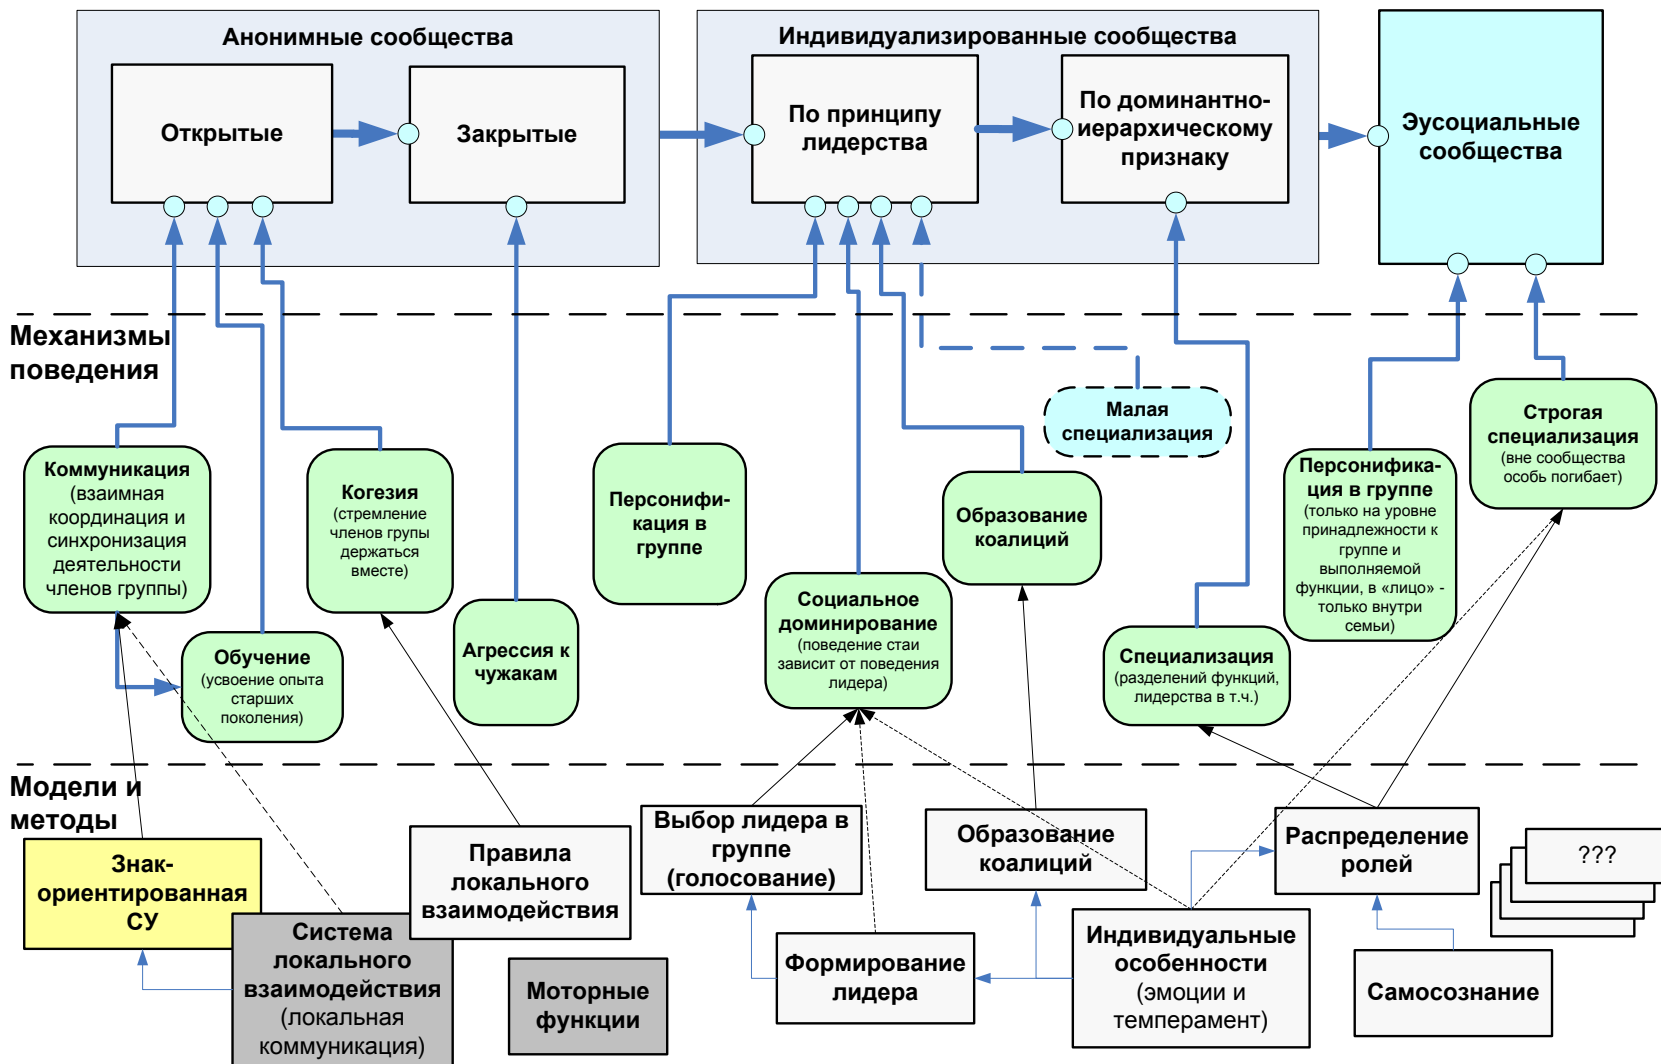 Анонимные сообщества
Открытые
Закрытые
Индивидуализированные сообщества
По принципу
лидерства
По доминантно-
иерархическому
признаку
Эусоциальные
сообщества
Механизмы
поведения
Коммуникация
(взаимная
координация и
синхронизация
деятельности
членов группы)
Обучение
(усвоение опыта
старших
поколения)
Когезия
(стремление
членов групы
держаться
вместе)
Агрессия к
чужакам
Персонифи-
кация в
группе
Социальное
доминирование
(поведение стаи
зависит от поведения
лидера)
Образование
коалиций
Малая
специализация
Специализация
(разделений функций,
лидерства в т.ч.)
Персонифика-
ция в группе
(только на уровне
принадлежности к
группе и
выполняемой
функции, в «лицо» -
только внутри
семьи)
Строгая
специализация
(вне сообщества
особь погибает)
Модели и
методы
Знак-
ориентированная
СУ
Система
локального
взаимодействия
(локальная
коммуникация)
Правила
локального
взаимодействия
Моторные
функции
Выбор лидера в
группе
(голосование)
Формирование
лидера
Образование
коалиций
Индивидуальные
особенности
(эмоции и
темперамент)
Распределение
ролей
Самосознание
???